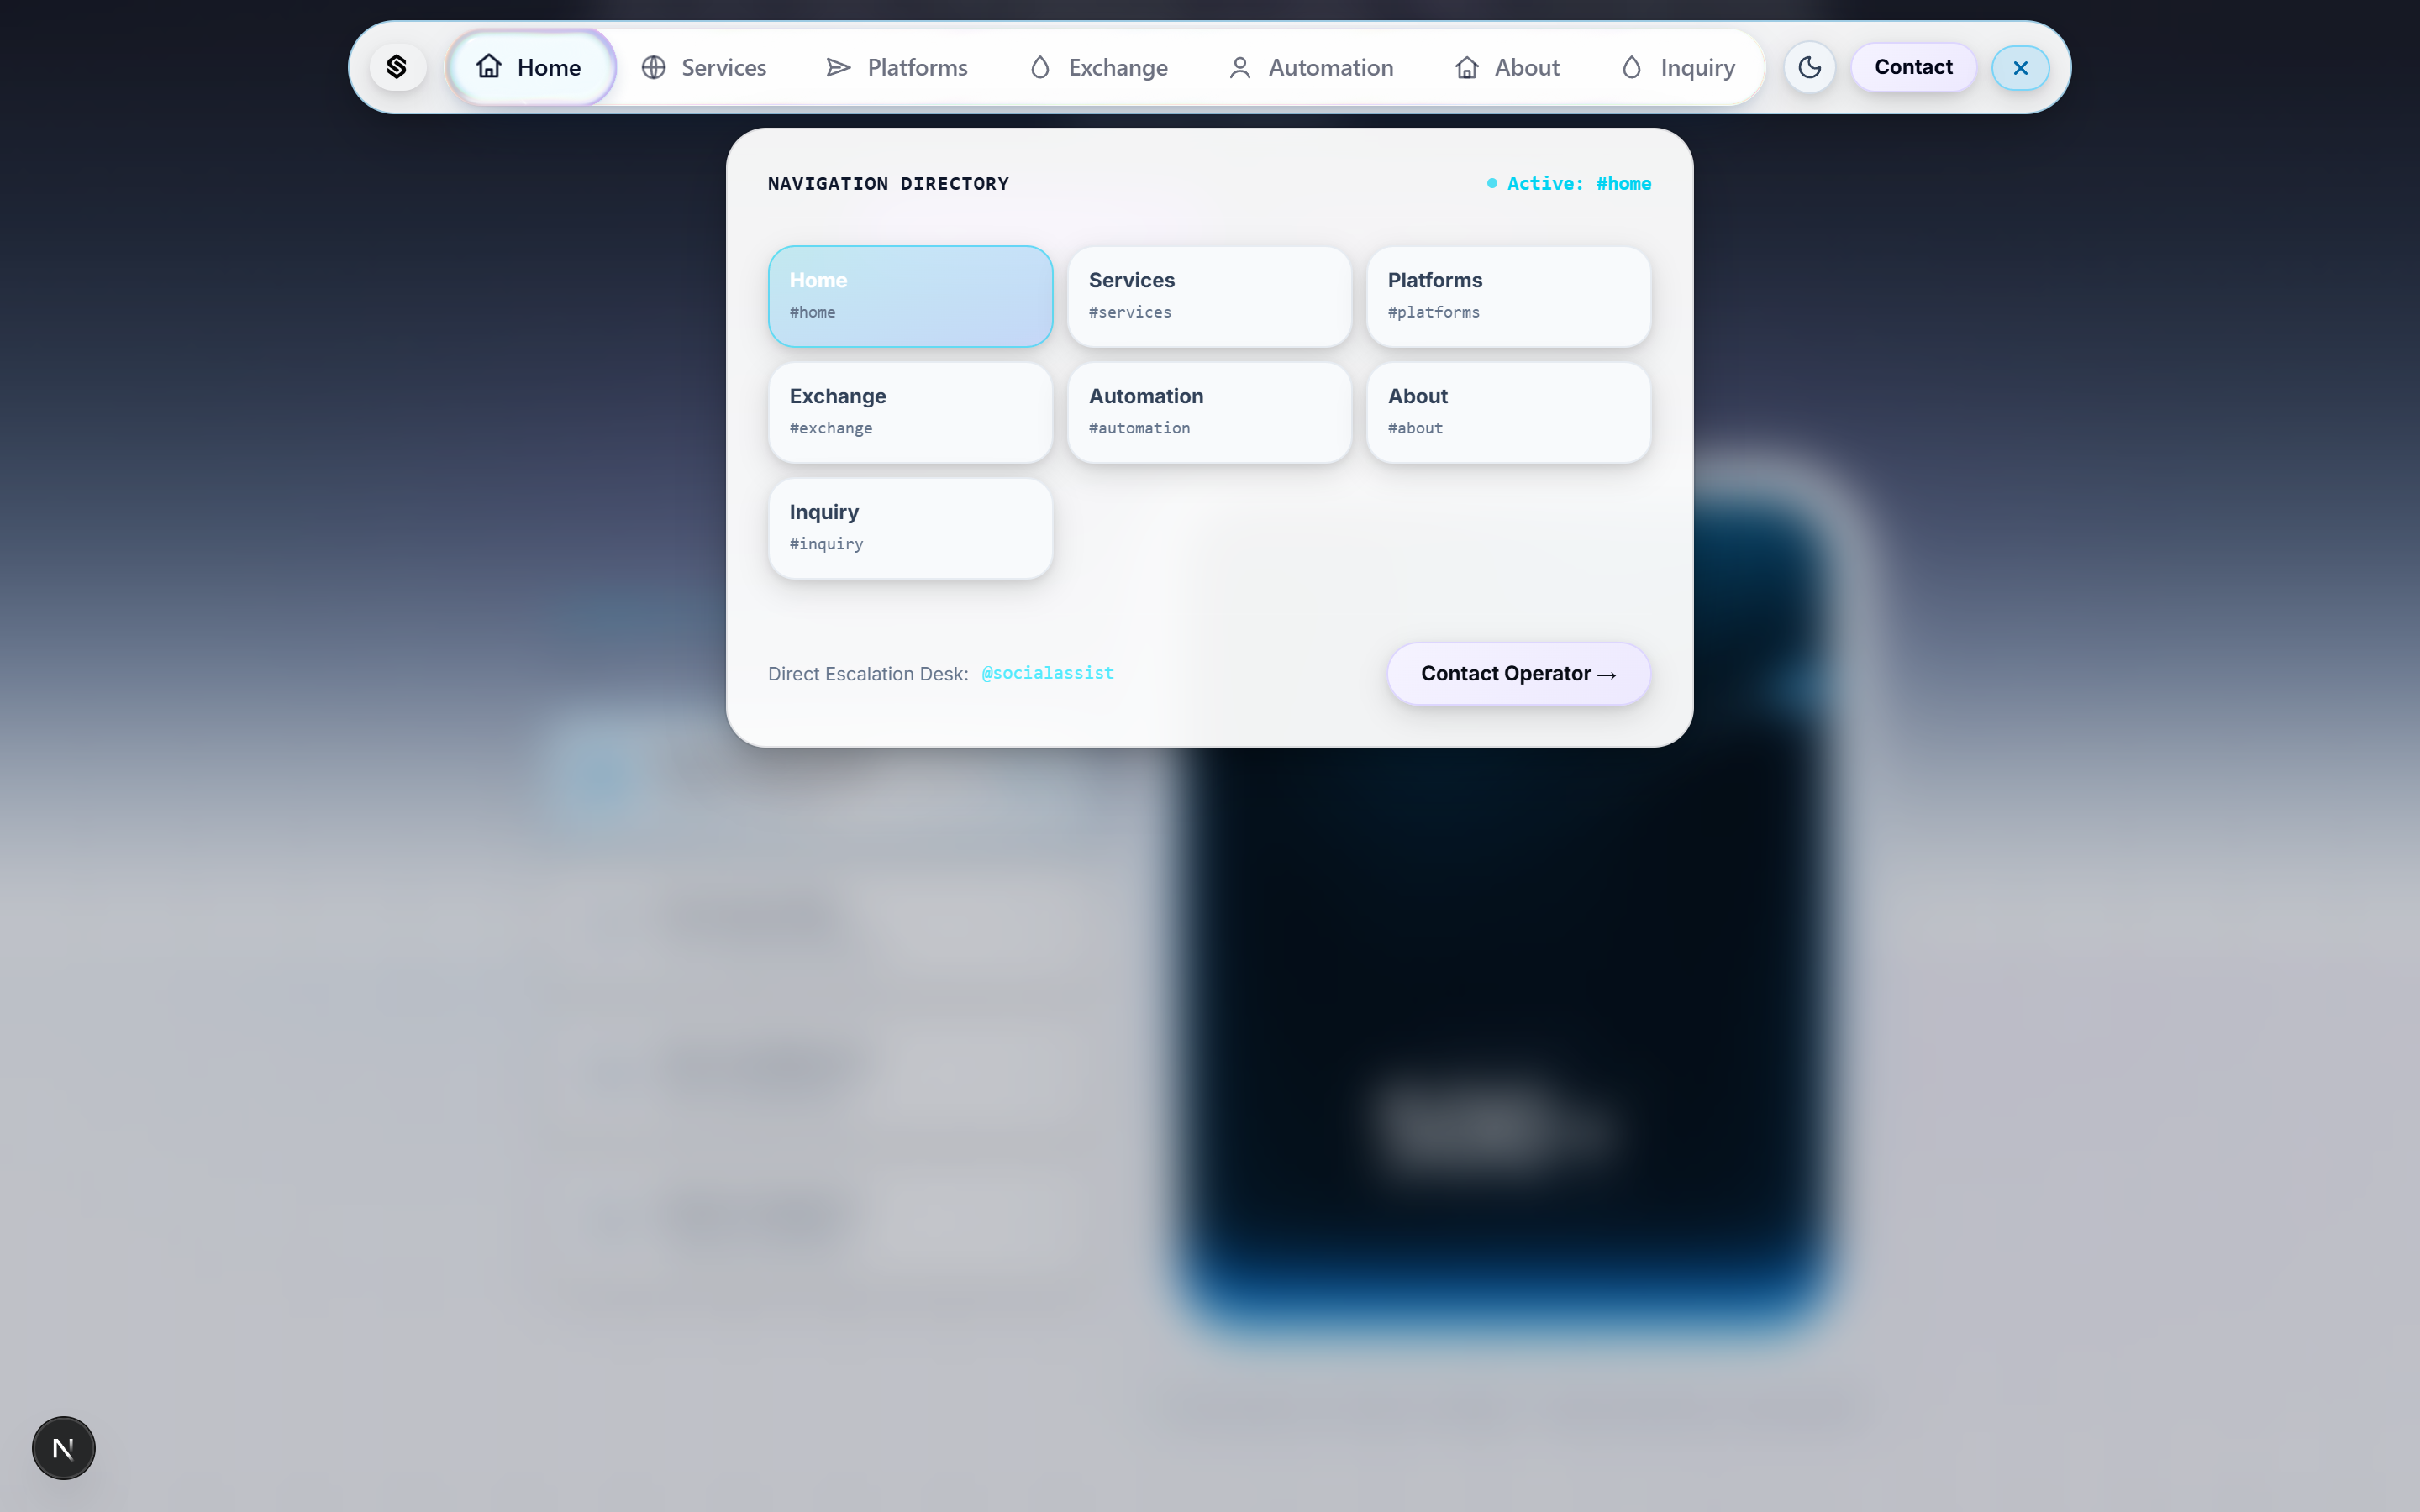 Home
Services
Platforms
Exchange
Automation
About
Inquiry
Contact
NAVIGATION DIRECTORY
Active: #home
Home
#home
Services
#services
Platforms
#platforms
Exchange
#exchange
Automation
#automation
About
#about
Inquiry
#inquiry
Direct Escalation Desk: @socialassist
Contact Operator →
N